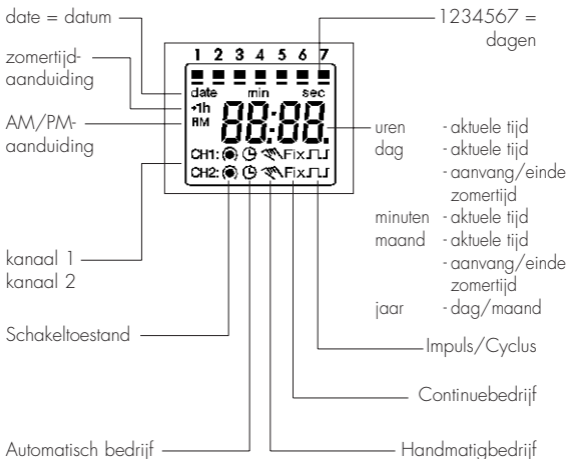 date = datum
1234567 =
dagen
zomertijd-
aanduiding
AM/PM-
aanduiding
1 2 3 4 5 6 7
date min sec
+1h
AM
88:88.
CH1: Fix
CH2: Fix
uren - aktuele tijd
dag - aktuele tijd
- aanvang/einde
zomertijd
minuten - aktuele tijd
maand - aktuele tijd
- aanvang/einde
zomertijd
jaar - dag/maand
kanaal 1
kanaal 2
Schakeltoestand
Impuls/Cyclus
Continuebedrijf
Automatisch bedrijf
Handmatigbedrijf